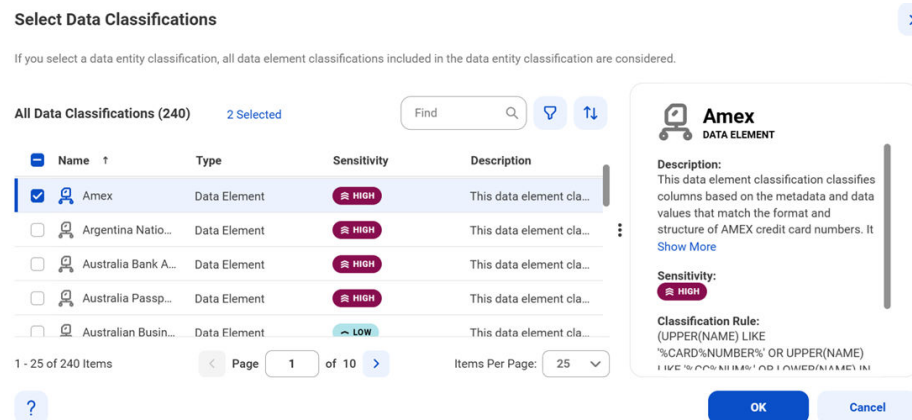 Select Data Classifications
If you select a data entity classification, all data element classifications included in the data entity classification are considered.
All Data Classifications (240) 2 Selected Find
Name ↑ Type Sensitivity Description
Amex Data Element HIGH This data element cla...
Argentina Natio... Data Element HIGH This data element cla...
Australia Bank A... Data Element HIGH This data element cla...
Australia Passp... Data Element HIGH This data element cla...
Australian Busin... Data Element LOW This data element cla...
1 - 25 of 240 Items Page 1 of 10 Items Per Page: 25
?
Amex
DATA ELEMENT
Description:
This data element classification classifies
columns based on the metadata and data
values that match the format and
structure of AMEX credit card numbers. It
Show More
Sensitivity:
HIGH
Classification Rule:
(UPPER(NAME) LIKE
'%CARD%NUMBER%' OR UPPER(NAME)
LIKE '%CC%NUM%' OR LOWER(NAME) IN
OK Cancel